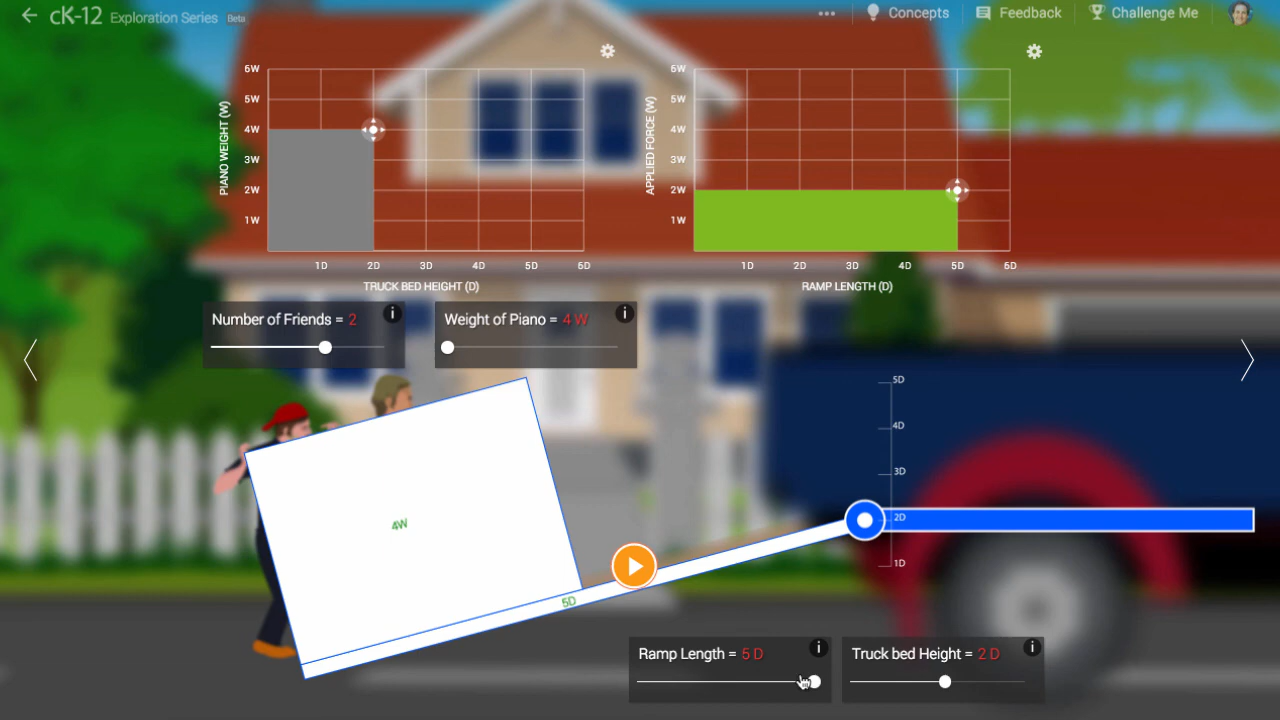 cK-12 Exploration Series Beta
Concepts
Feedback
Challenge Me
6W
5W
4W
3W
2W
1W
PIANO WEIGHT (W)
1D 2D 3D 4D 5D 6D
TRUCK BED HEIGHT (D)
6W
5W
4W
3W
2W
1W
APPLIED FORCE (W)
1D 2D 3D 4D 5D 6D
RAMP LENGTH (D)
Number of Friends = 2 i
Weight of Piano = 4 W i
5D
4D
3D
2D
1D
4W
5D
Ramp Length = 5 D i
Truck bed Height = 2 D i